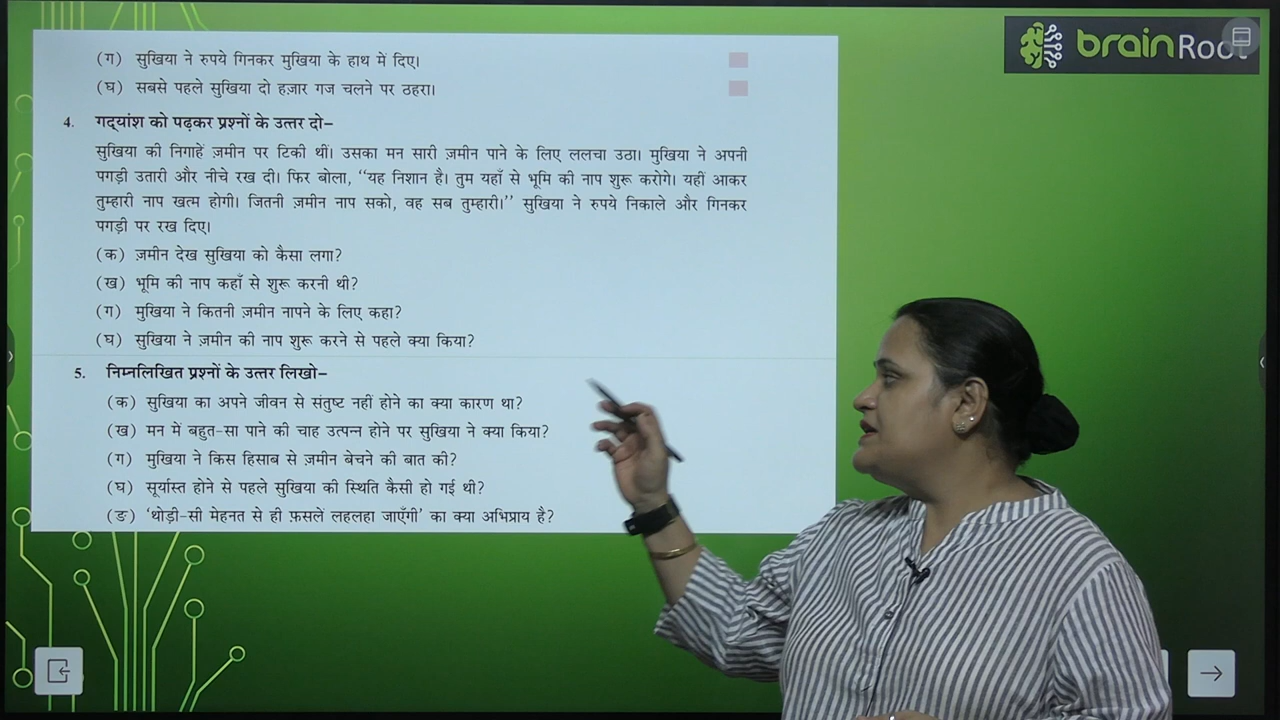 (ग) सुखिया ने रुपये गिनकर मुखिया के हाथ में दिए।
(घ) सबसे पहले सुखिया दो हज़ार गज चलने पर ठहरा।
4. गद्यांश को पढ़कर प्रश्नों के उत्तर दो–
सुखिया की निगाहें ज़मीन पर टिकी थीं। उसका मन सारी ज़मीन पाने के लिए ललचा उठा। मुखिया ने अपनी
पगड़ी उतारी और नीचे रख दी। फिर बोला, ‘‘यह निशान है। तुम यहाँ से भूमि की नाप शुरू करोगे। यहीं आकर
तुम्हारी नाप खत्म होगी। जितनी ज़मीन नाप सको, वह सब तुम्हारी।’’ सुखिया ने रुपये निकाले और गिनकर
पगड़ी पर रख दिए।
(क) ज़मीन देख सुखिया को कैसा लगा?
(ख) भूमि की नाप कहाँ से शुरू करनी थी?
(ग) मुखिया ने कितनी ज़मीन नापने के लिए कहा?
(घ) सुखिया ने ज़मीन की नाप शुरू करने से पहले क्या किया?
5. निम्नलिखित प्रश्नों के उत्तर लिखो–
(क) सुखिया का अपने जीवन से संतुष्ट नहीं होने का क्या कारण था?
(ख) मन में बहुत-सा पाने की चाह उत्पन्न होने पर सुखिया ने क्या किया?
(ग) मुखिया ने किस हिसाब से ज़मीन बेचने की बात की?
(घ) सूर्यास्त होने से पहले सुखिया की स्थिति कैसी हो गई थी?
(ङ) ‘थोड़ी-सी मेहनत से ही फ़सलें लहलहा जाएँगी’ का क्या अभिप्राय है?
brainRoot